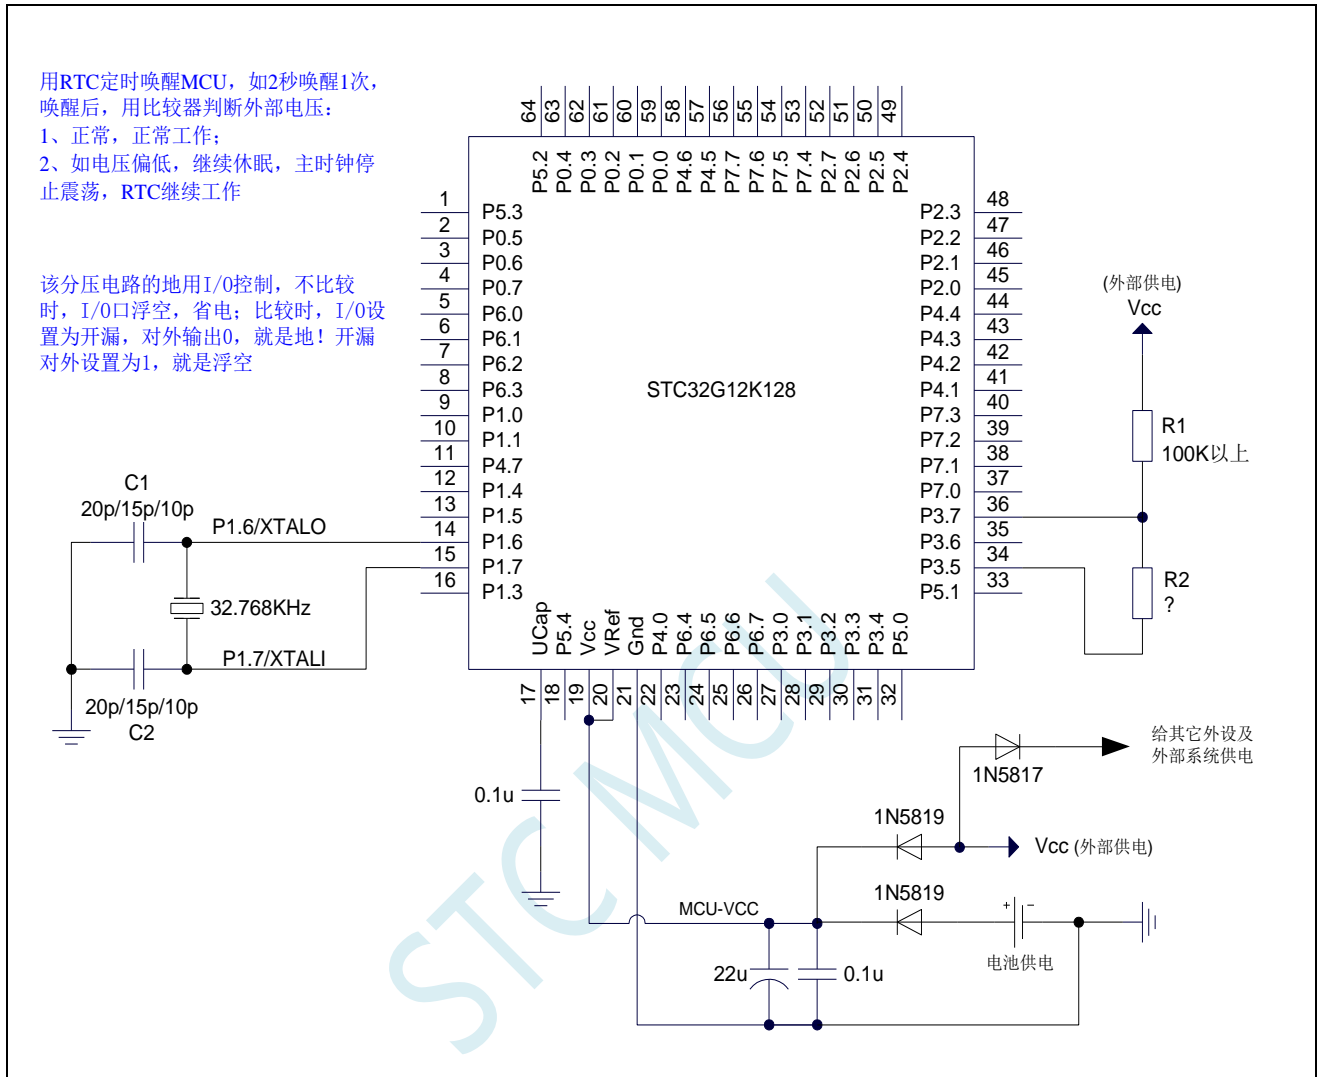 用RTC定时唤醒MCU，如2秒唤醒1次，
唤醒后，用比较器判断外部电压：
1、正常，正常工作；
2、如电压偏低，继续休眠，主时钟停
止震荡，RTC继续工作
该分压电路的地用I/O控制，不比较
时，I/O口浮空，省电；比较时，I/O设
置为开漏，对外输出0，就是地！开漏
对外设置为1，就是浮空
64 63 62 61 60 59 58 57 56 55 54 53 52 51 50 49
P5.2 P0.4 P0.3 P0.2 P0.1 P0.0 P4.6 P4.5 P7.7 P7.6 P7.5 P7.4 P2.7 P2.6 P2.5 P2.4
1 P5.3
2 P0.5
3 P0.6
4 P0.7
5 P6.0
6 P6.1
7 P6.2
8 P6.3
9 P1.0
10 P1.1
11 P4.7
12 P1.4
13 P1.5
14 P1.6
15 P1.7
16 P1.3
STC32G12K128
P2.3 48
P2.2 47
P2.1 46
P2.0 45
P4.4 44
P4.3 43
P4.2 42
P4.1 41
P7.3 40
P7.2 39
P7.1 38
P7.0 37
P3.7 36
P3.6 35
P3.5 34
P5.1 33
UCap P5.4 Vcc VRef Gnd P4.0 P6.4 P6.5 P6.6 P6.7 P3.0 P3.1 P3.2 P3.3 P3.4 P5.0
17 18 19 20 21 22 23 24 25 26 27 28 29 30 31 32
(外部供电)
Vcc
R1
100K以上
R2
?
C1
20p/15p/10p
P1.6/XTALO
32.768KHz
P1.7/XTALI
20p/15p/10p
C2
0.1u
给其它外设及
外部系统供电
1N5817
1N5819
Vcc (外部供电)
1N5819
MCU-VCC
+ −
电池供电
22u
0.1u
STC MCU